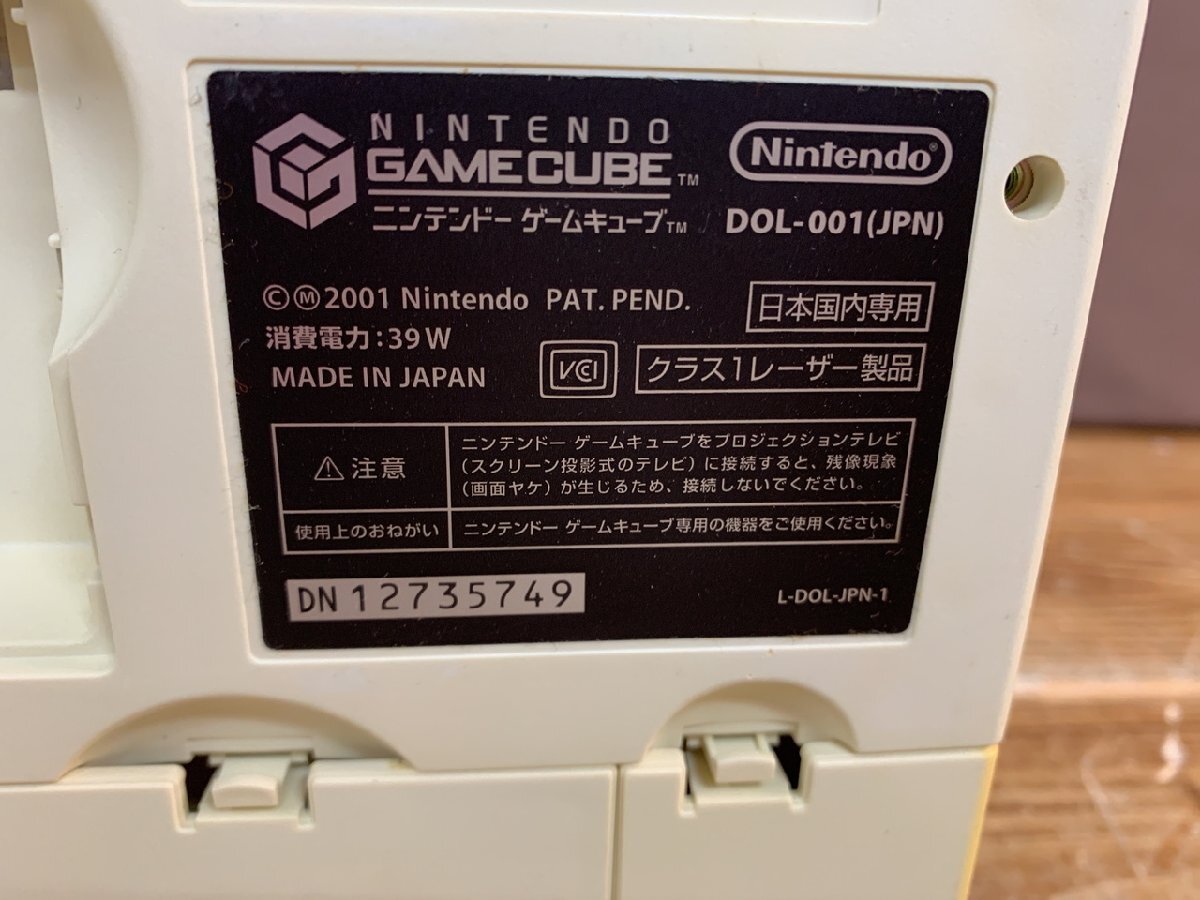 NINTENDO
GAMECUBE™
ニンテンドー ゲームキューブ™
Nintendo®
DOL-001(JPN)
©Ⓜ2001 Nintendo PAT. PEND.
消費電力:39W
MADE IN JAPAN
日本国内専用
VCI
クラス1レーザー製品
⚠注意
ニンテンドー ゲームキューブをプロジェクションテレビ
(スクリーン投影式のテレビ)に接続すると、残像現象
(画面ヤケ)が生じるため、接続しないでください。
使用上のおねがい
ニンテンドー ゲームキューブ専用の機器をご使用ください。
DN 12735749
L-DOL-JPN-1